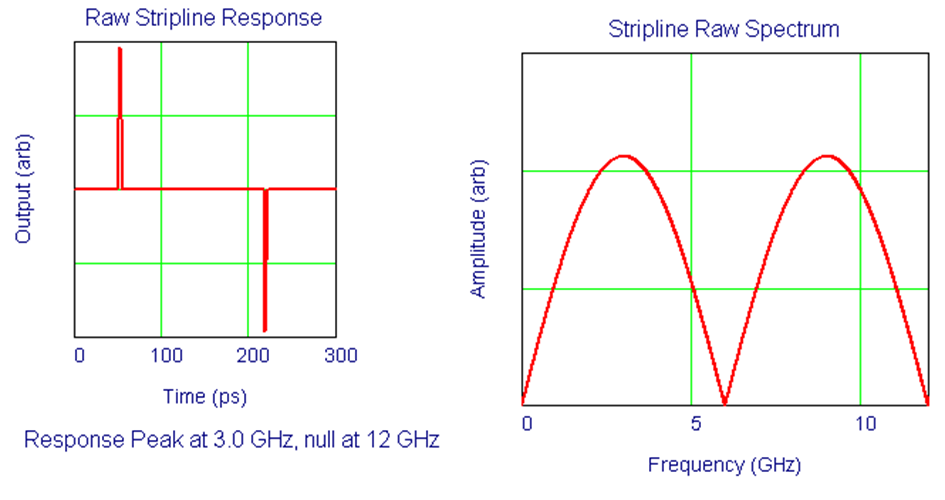 Raw Stripline Response
Output (arb)
0 100 200 300
Time (ps)
Response Peak at 3.0 GHz, null at 12 GHz
Stripline Raw Spectrum
Amplitude (arb)
0 5 10
Frequency (GHz)